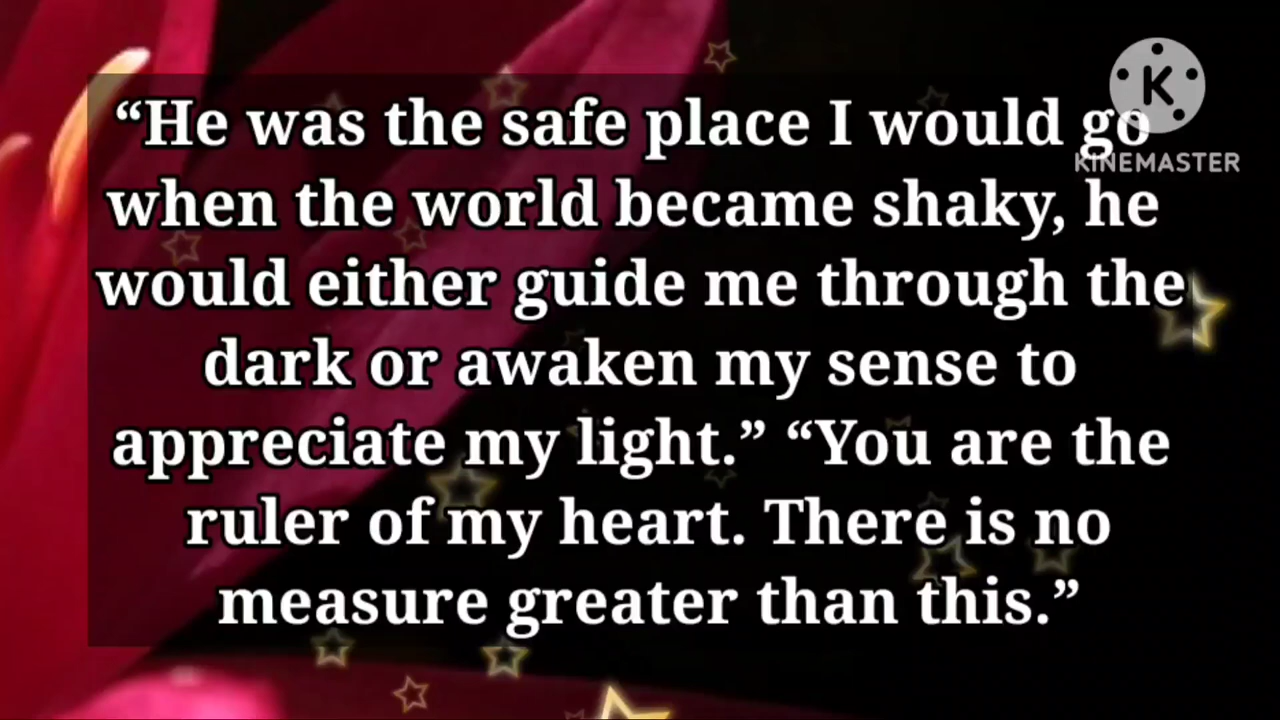 “He was the safe place I would go
when the world became shaky, he
would either guide me through the
dark or awaken my sense to
appreciate my light.” “You are the
ruler of my heart. There is no
measure greater than this.”
K
KINEMASTER